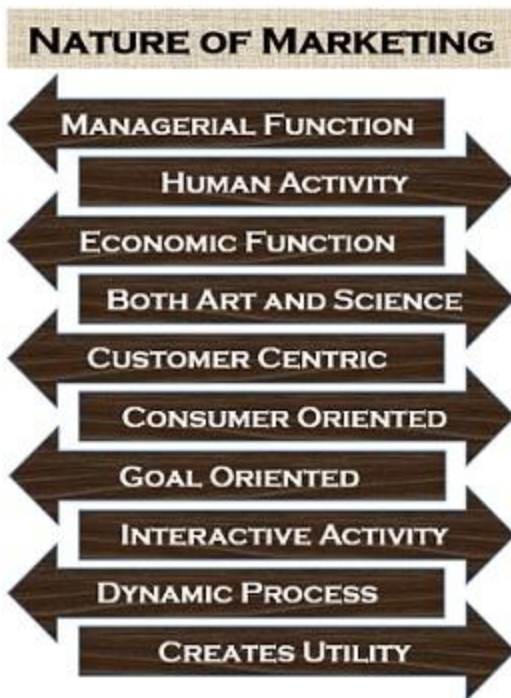 NATURE OF MARKETING
MANAGERIAL FUNCTION
HUMAN ACTIVITY
ECONOMIC FUNCTION
BOTH ART AND SCIENCE
CUSTOMER CENTRIC
CONSUMER ORIENTED
GOAL ORIENTED
INTERACTIVE ACTIVITY
DYNAMIC PROCESS
CREATES UTILITY